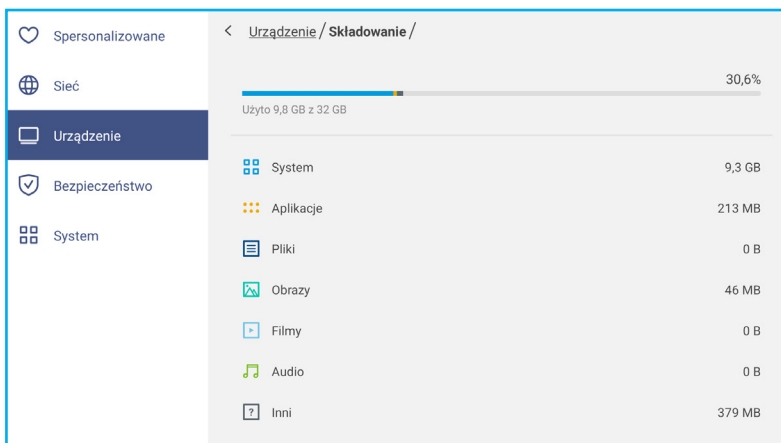 Spersonalizowane
Sieć
Urządzenie
Bezpieczeństwo
System
Urządzenie / Składowanie /
30,6%
Użyto 9,8 GB z 32 GB
System 9,3 GB
Aplikacje 213 MB
Pliki 0 B
Obrazy 46 MB
Filmy 0 B
Audio 0 B
? Inni 379 MB